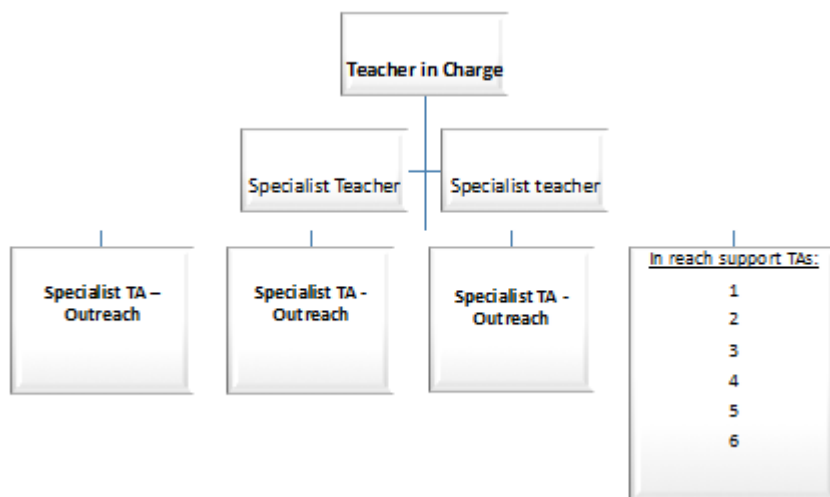 Teacher in Charge
Specialist Teacher
Specialist teacher
Specialist TA –
Outreach
Specialist TA -
Outreach
Specialist TA -
Outreach
In reach support TAs:
1
2
3
4
5
6